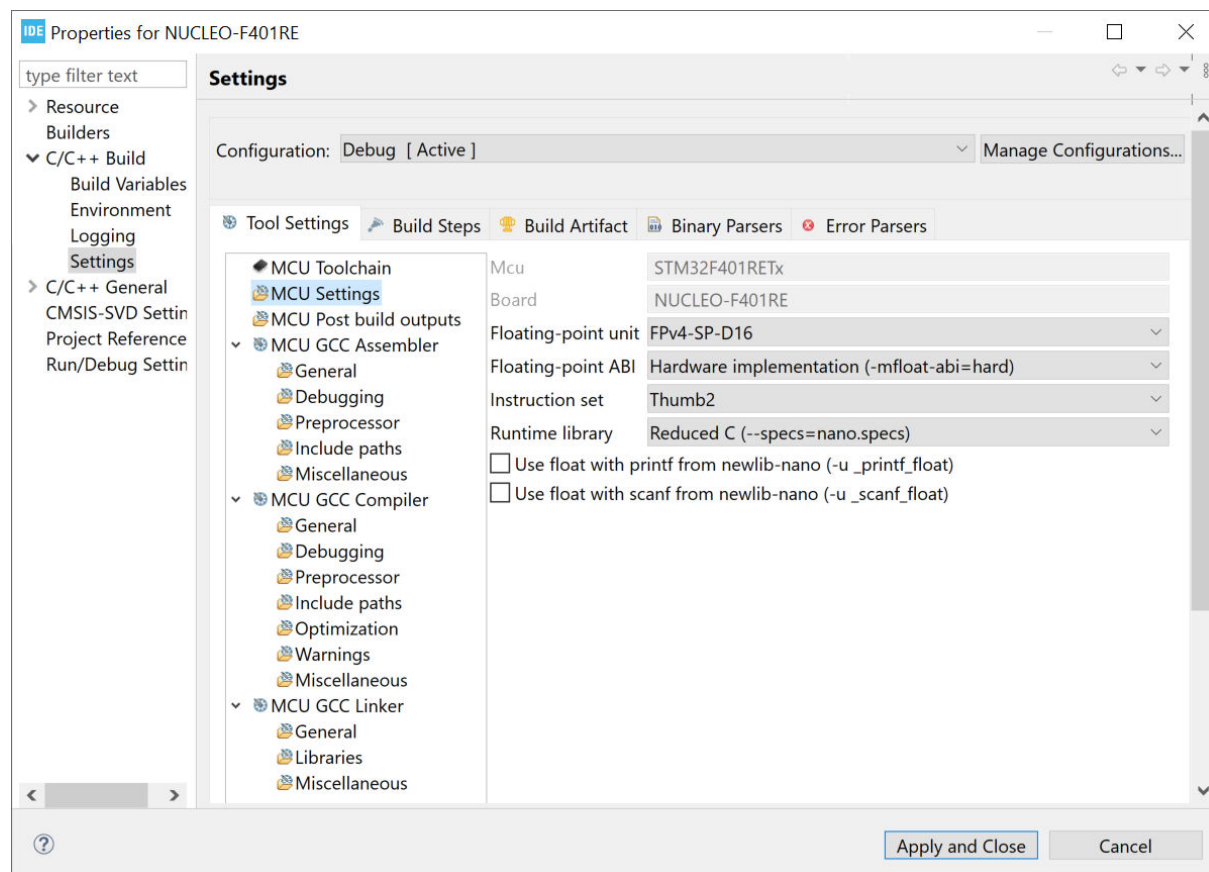 IDE Properties for NUCLEO-F401RE
type filter text
Resource
Builders
C/C++ Build
Build Variables
Environment
Logging
Settings
C/C++ General
CMSIS-SVD Settin
Project Reference
Run/Debug Settin
Settings
Configuration: Debug [ Active ] Manage Configurations...
Tool Settings Build Steps Build Artifact Binary Parsers Error Parsers
MCU Toolchain
MCU Settings
MCU Post build outputs
MCU GCC Assembler
General
Debugging
Preprocessor
Include paths
Miscellaneous
MCU GCC Compiler
General
Debugging
Preprocessor
Include paths
Optimization
Warnings
Miscellaneous
MCU GCC Linker
General
Libraries
Miscellaneous
Mcu STM32F401RETx
Board NUCLEO-F401RE
Floating-point unit FPv4-SP-D16
Floating-point ABI Hardware implementation (-mfloat-abi=hard)
Instruction set Thumb2
Runtime library Reduced C (--specs=nano.specs)
Use float with printf from newlib-nano (-u _printf_float)
Use float with scanf from newlib-nano (-u _scanf_float)
? Apply and Close Cancel